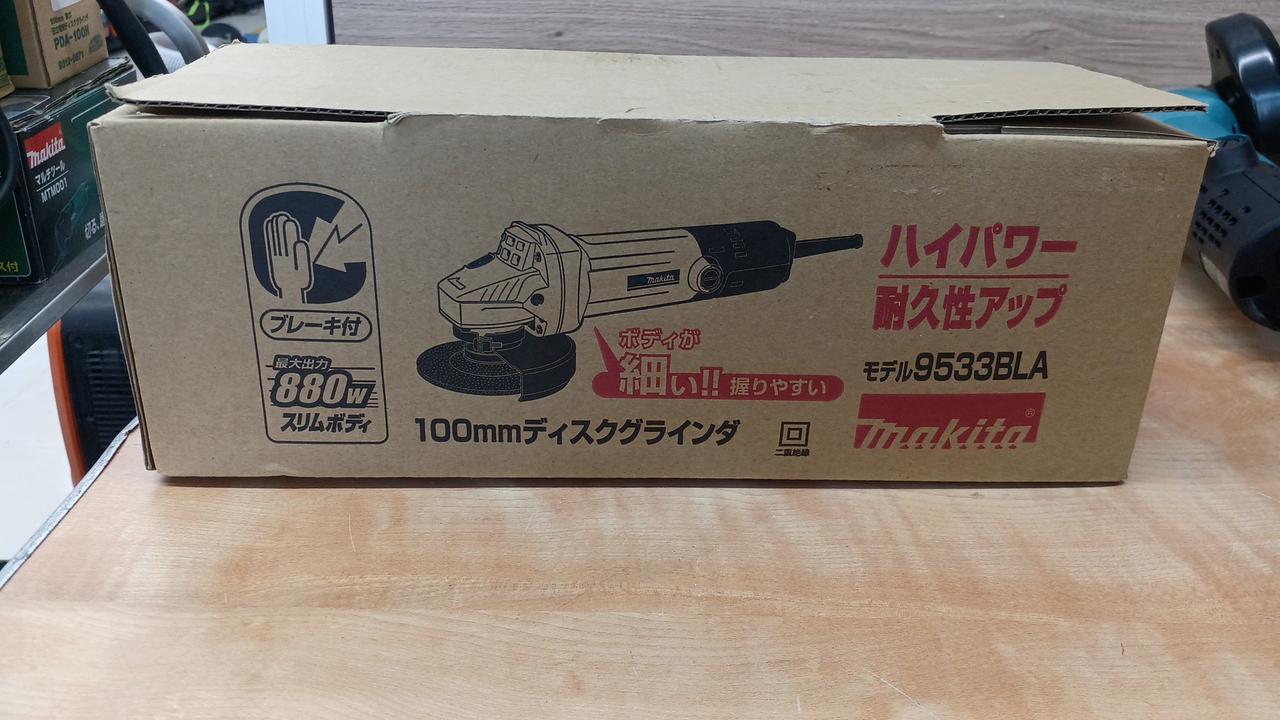 PDA-100H
makita
マルチツール
MTM001
ブレーキ付
最大出力
880W
スリムボディ
makita
ボディが
細い!! 握りやすい
100mmディスクグラインダ
二重絶縁
ハイパワー
耐久性アップ
モデル9533BLA
makita®